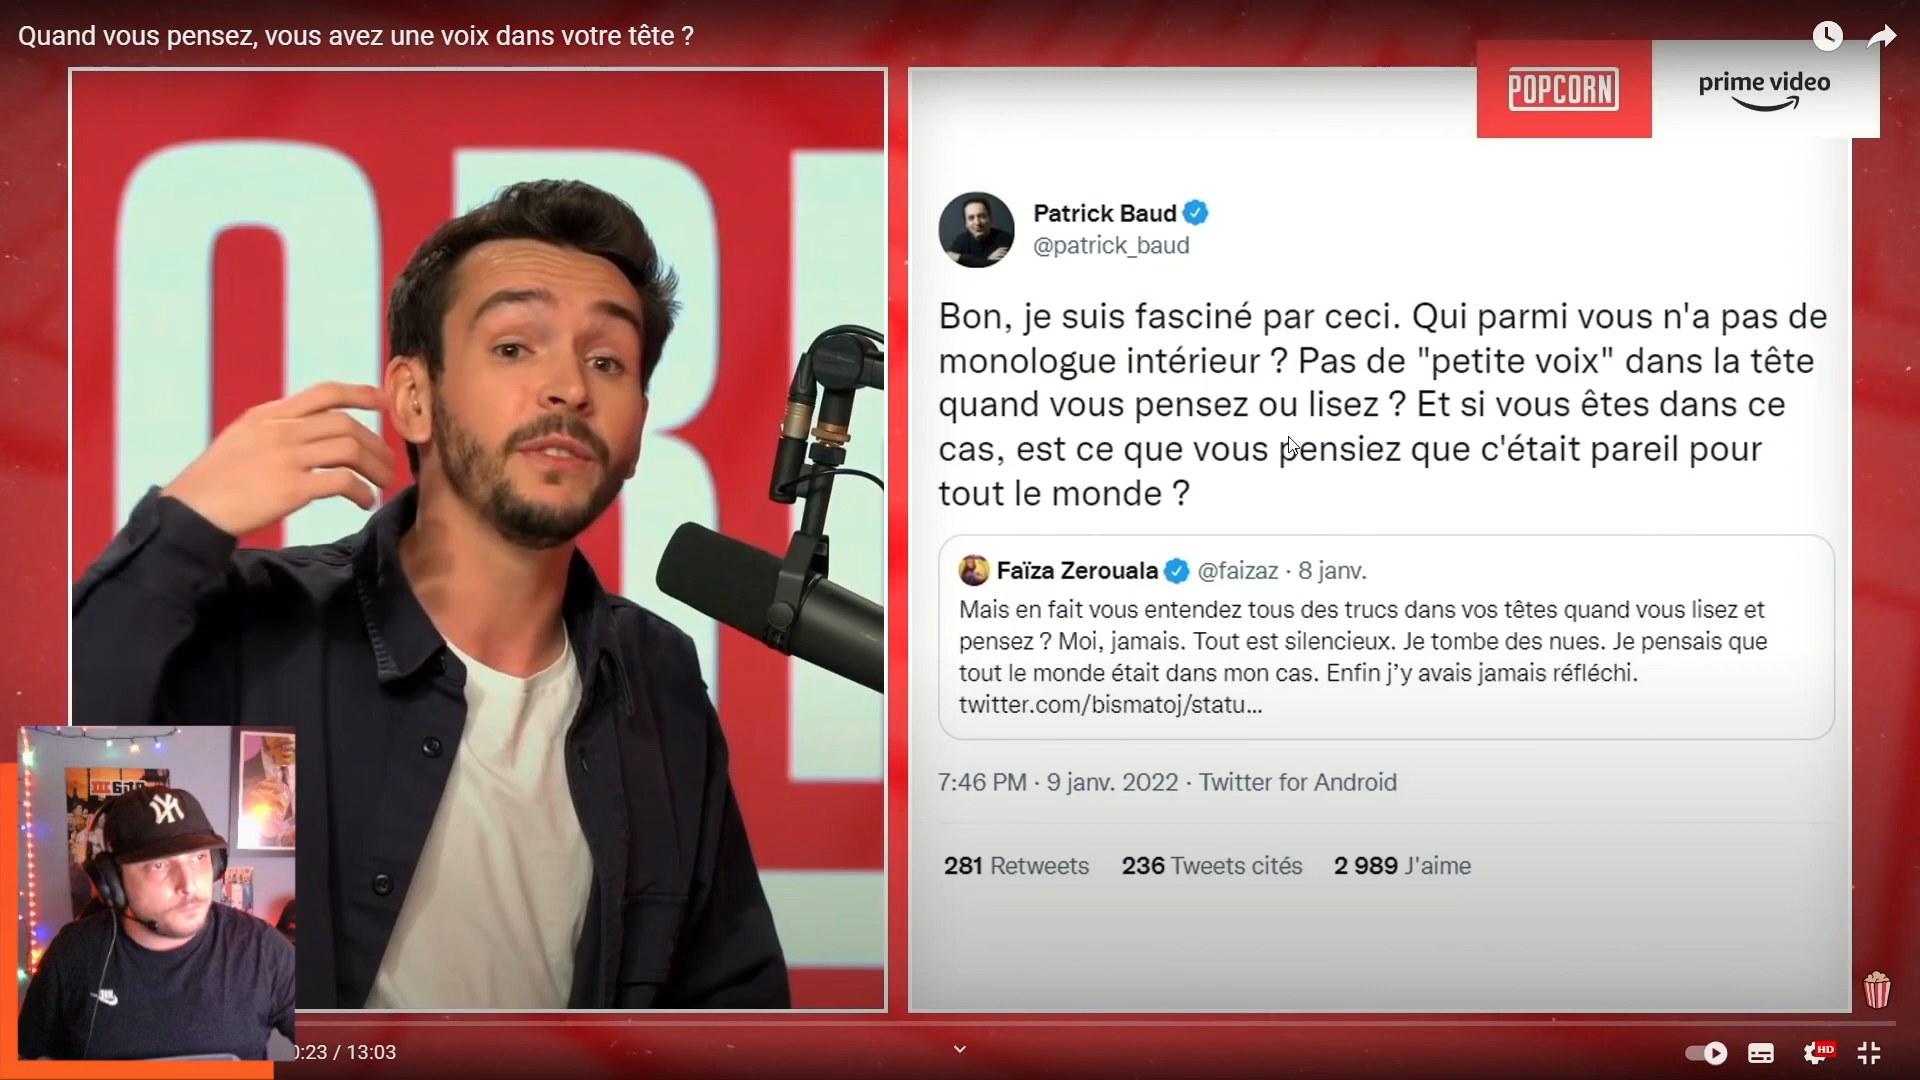 Quand vous pensez, vous avez une voix dans votre tête ?
POPCORN
prime video
Patrick Baud
@patrick_baud
Bon, je suis fasciné par ceci. Qui parmi vous n'a pas de
monologue intérieur ? Pas de "petite voix" dans la tête
quand vous pensez ou lisez ? Et si vous êtes dans ce
cas, est ce que vous pensiez que c'était pareil pour
tout le monde ?
Faïza Zerouala @faizaz · 8 janv.
Mais en fait vous entendez tous des trucs dans vos têtes quand vous lisez et
pensez ? Moi, jamais. Tout est silencieux. Je tombe des nues. Je pensais que
tout le monde était dans mon cas. Enfin j’y avais jamais réfléchi.
twitter.com/bismatoj/statu...
7:46 PM · 9 janv. 2022 · Twitter for Android
281 Retweets 236 Tweets cités 2 989 J'aime
:23 / 13:03
HD